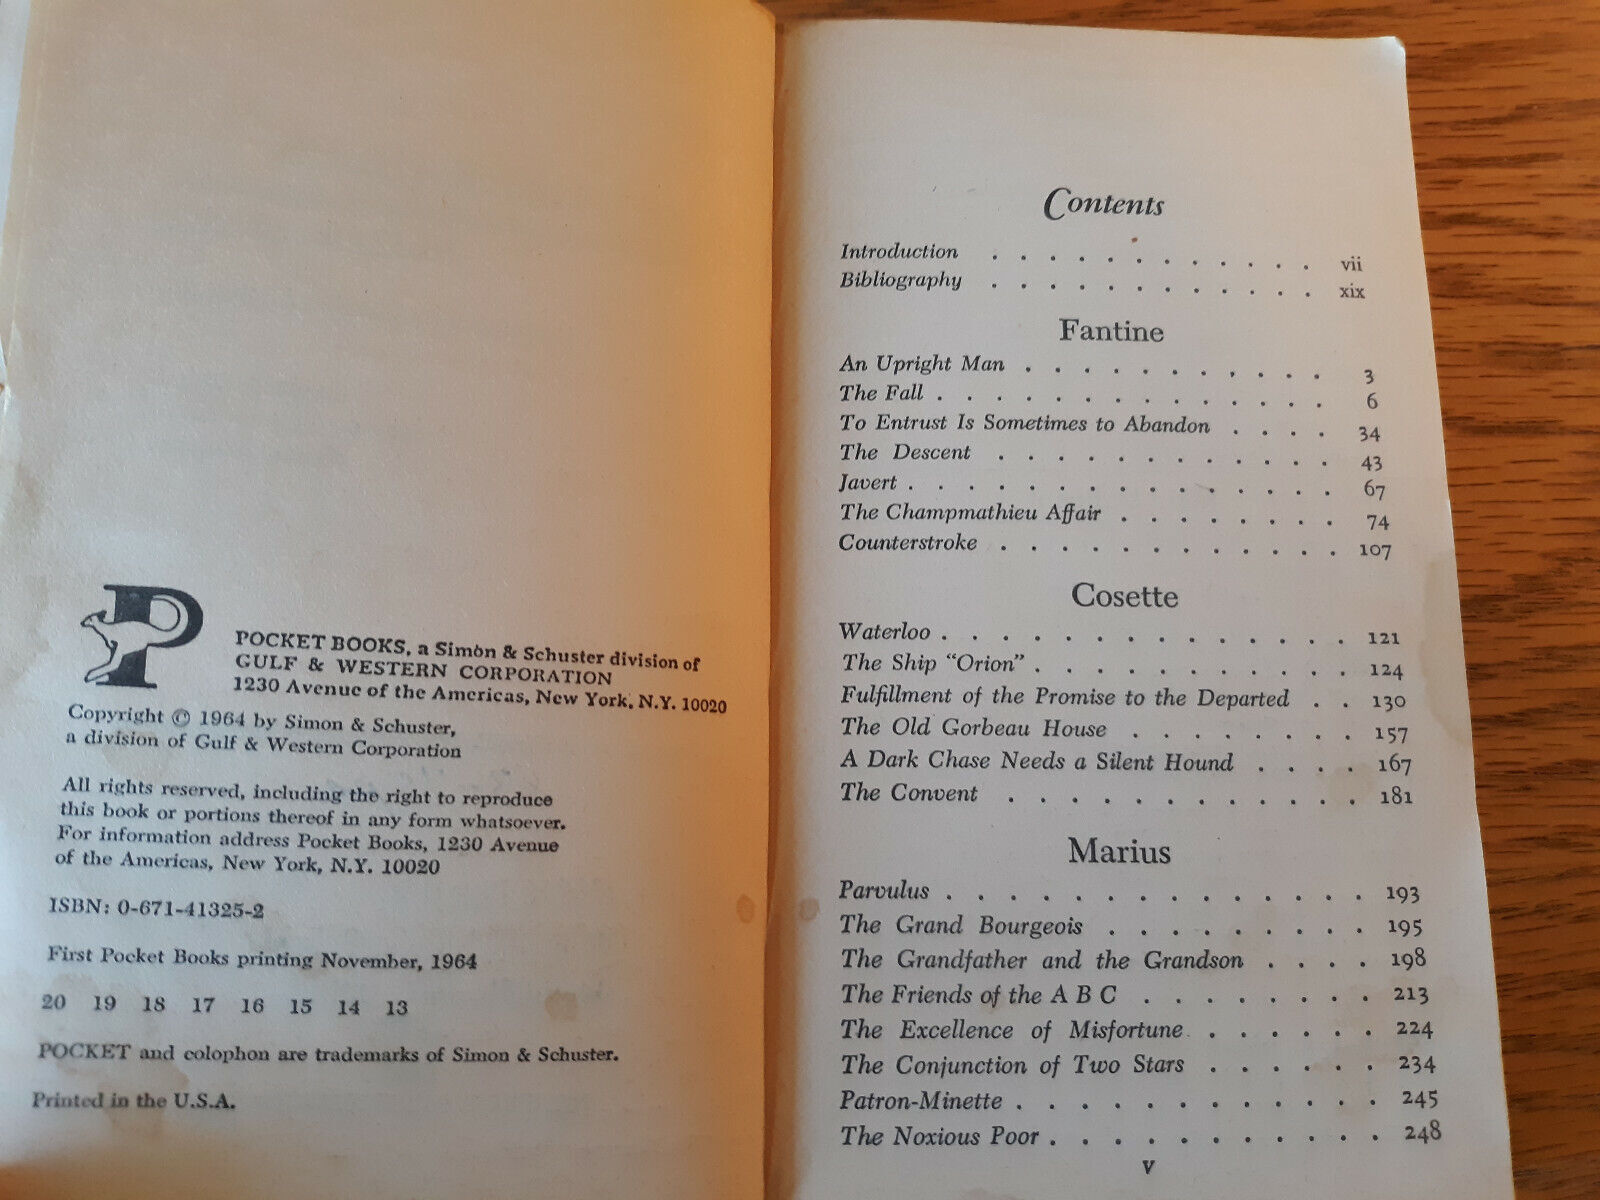 P
POCKET BOOKS, a Simon & Schuster division of
GULF & WESTERN CORPORATION
1230 Avenue of the Americas, New York, N.Y. 10020
Copyright © 1964 by Simon & Schuster,
a division of Gulf & Western Corporation
All rights reserved, including the right to reproduce
this book or portions thereof in any form whatsoever.
For information address Pocket Books, 1230 Avenue
of the Americas, New York, N.Y. 10020
ISBN: 0-671-41325-2
First Pocket Books printing November, 1964
20 19 18 17 16 15 14 13
POCKET and colophon are trademarks of Simon & Schuster.
Printed in the U.S.A.
Contents
Introduction . . . . . . . . . . . . vii
Bibliography . . . . . . . . . . . . xix
Fantine
An Upright Man . . . . . . . . . . . 3
The Fall . . . . . . . . . . . . . . 6
To Entrust Is Sometimes to Abandon . . . . 34
The Descent . . . . . . . . . . . . 43
Javert . . . . . . . . . . . . . . . 67
The Champmathieu Affair . . . . . . . . 74
Counterstroke . . . . . . . . . . . . 107
Cosette
Waterloo . . . . . . . . . . . . . . 121
The Ship "Orion" . . . . . . . . . . . 124
Fulfillment of the Promise to the Departed . . 130
The Old Gorbeau House . . . . . . . . 157
A Dark Chase Needs a Silent Hound . . . . 167
The Convent . . . . . . . . . . . . 181
Marius
Parvulus . . . . . . . . . . . . . . 193
The Grand Bourgeois . . . . . . . . . 195
The Grandfather and the Grandson . . . . 198
The Friends of the A B C . . . . . . . . 213
The Excellence of Misfortune . . . . . . 224
The Conjunction of Two Stars . . . . . . 234
Patron-Minette . . . . . . . . . . . . 245
The Noxious Poor . . . . . . . . . . . 248
v